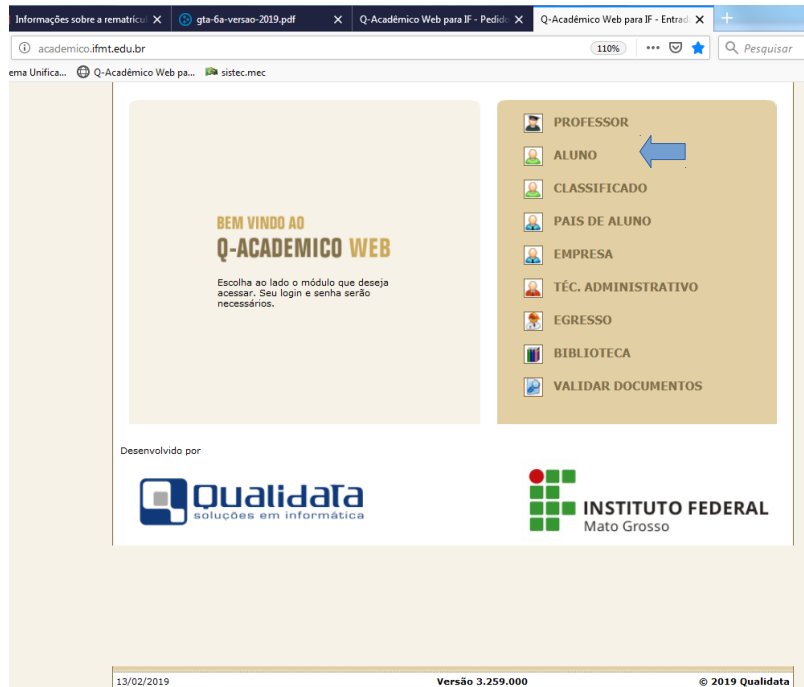 Informações sobre a rematrícul
gta-6a-versao-2019.pdf
Q-Acadêmico Web para IF - Pedido
Q-Acadêmico Web para IF - Entrad
academico.ifmt.edu.br
110%
Pesquisar
ema Unifica...
Q-Acadêmico Web pa...
sistec.mec
BEM VINDO AO
Q-ACADEMICO WEB
Escolha ao lado o módulo que deseja
acessar. Seu login e senha serão
necessários.
PROFESSOR
ALUNO
CLASSIFICADO
PAIS DE ALUNO
EMPRESA
TÉC. ADMINISTRATIVO
EGRESSO
BIBLIOTECA
VALIDAR DOCUMENTOS
Desenvolvido por
Qualidata
soluções em informática
INSTITUTO FEDERAL
Mato Grosso
13/02/2019
Versão 3.259.000
© 2019 Qualidata